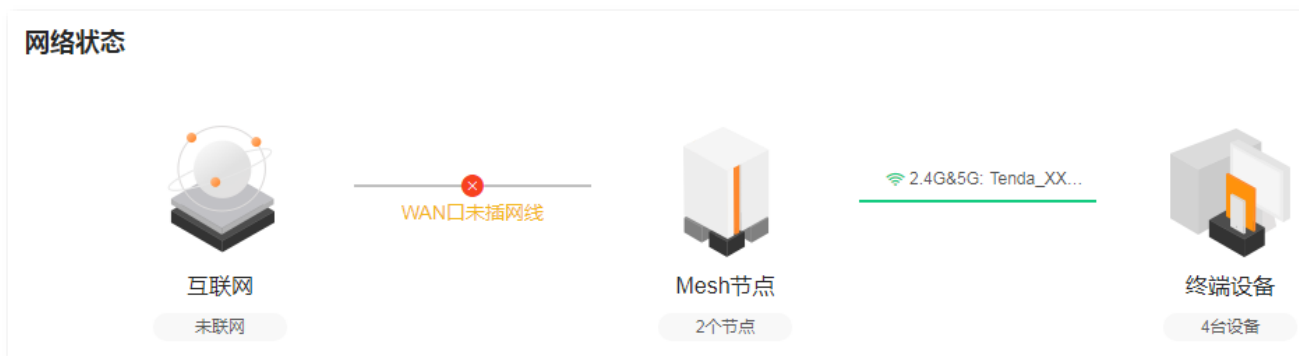 网络状态
2.4G&5G: Tenda_XX...
WAN口未插网线
互联网
Mesh节点
终端设备
未联网
2个节点
4台设备